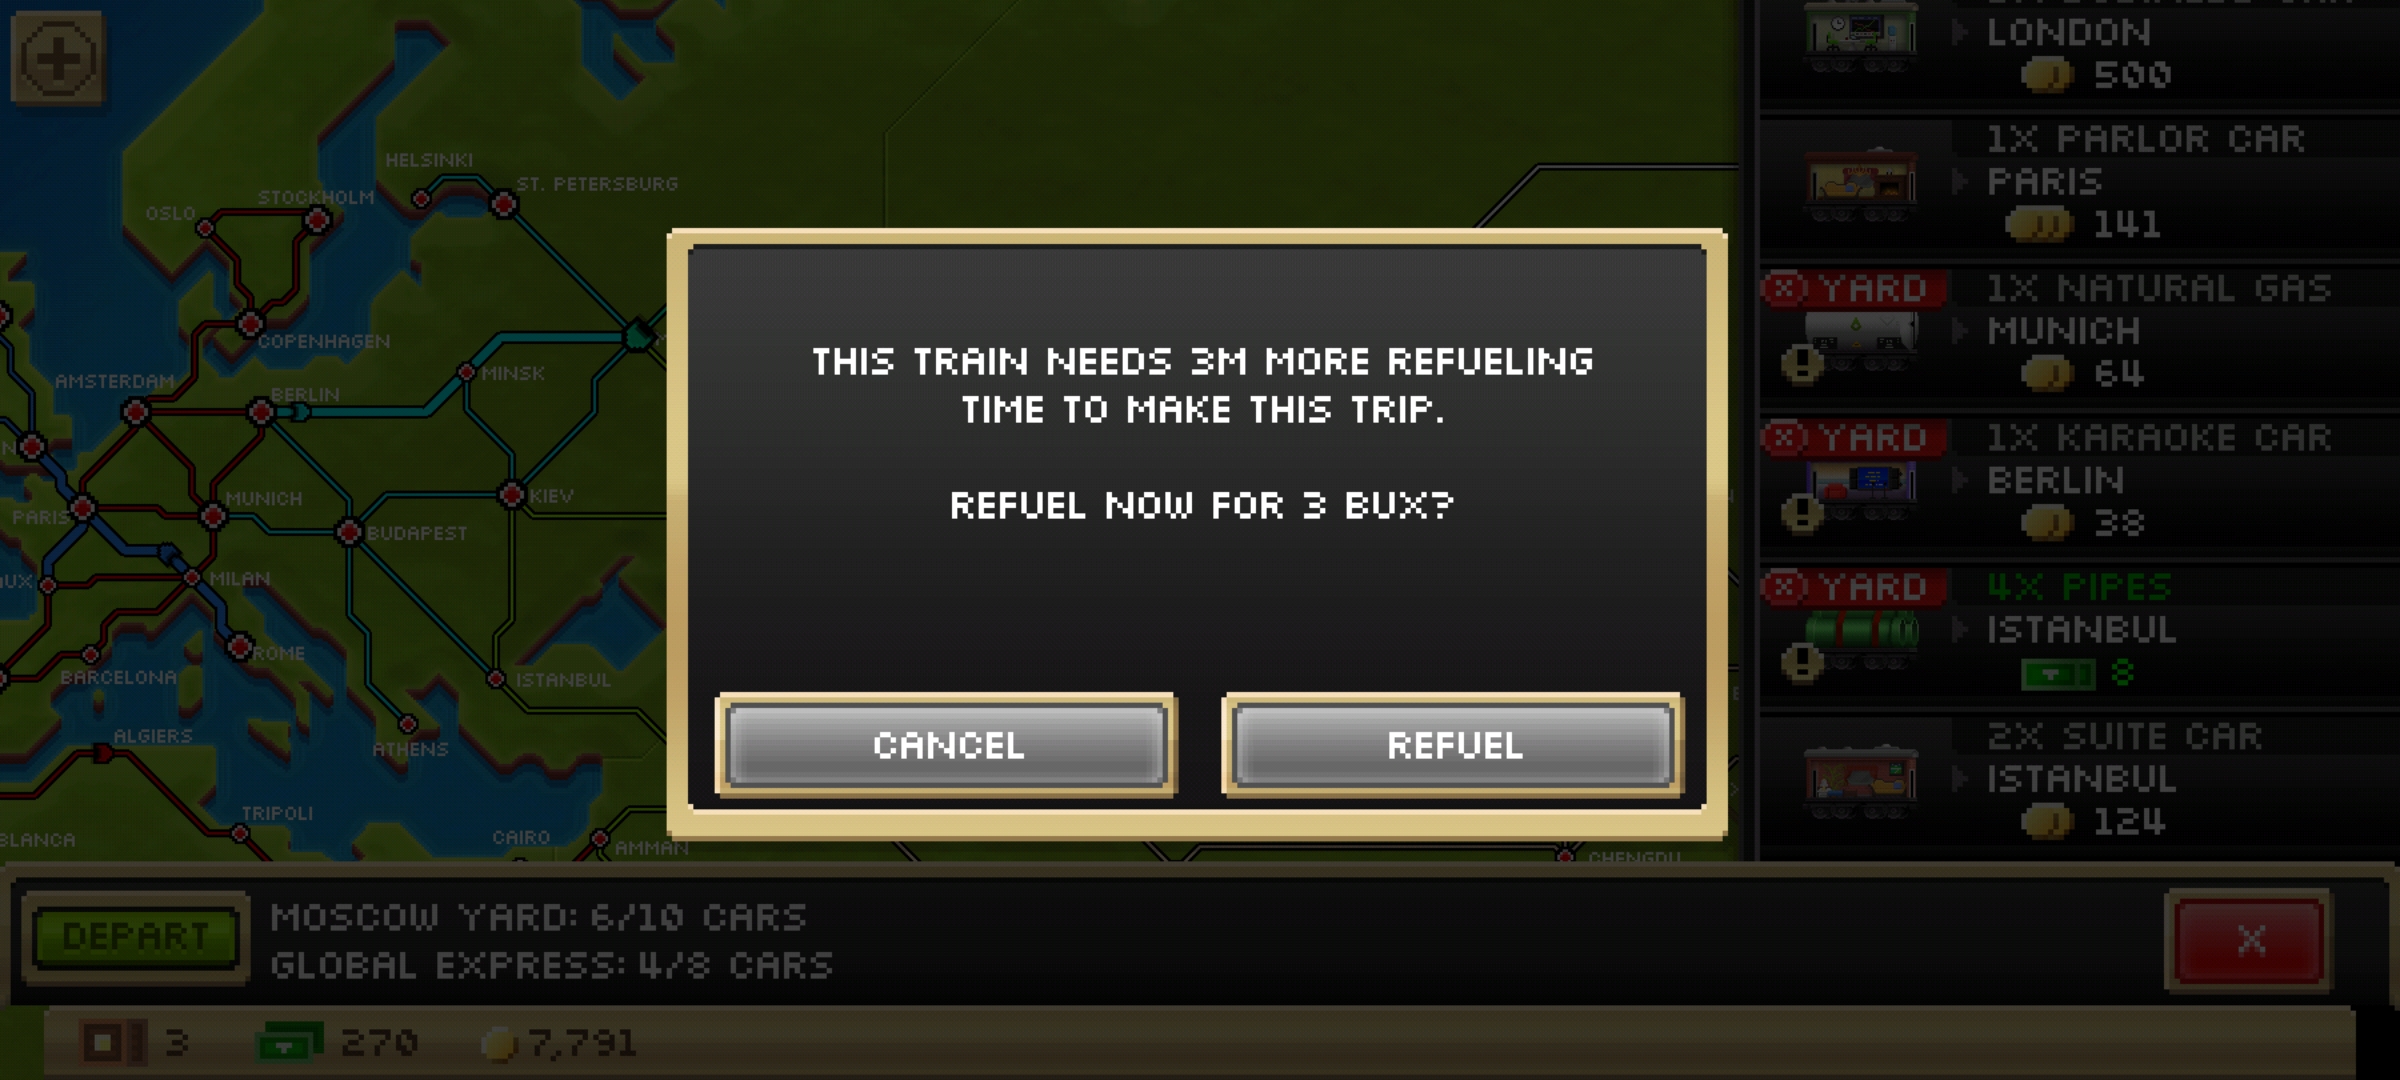 LONDON
500
1X PARLOR CAR
PARIS
141
YARD
1X NATURAL GAS
MUNICH
64
YARD
1X KARAOKE CAR
BERLIN
38
YARD
4X PIPES
ISTANBUL
8
2X SUITE CAR
ISTANBUL
124
HELSINKI
ST. PETERSBURG
STOCKHOLM
OSLO
COPENHAGEN
AMSTERDAM
BERLIN
MINSK
MUNICH
KIEV
PARIS
BUDAPEST
MILAN
ROME
BARCELONA
ISTANBUL
ALGIERS
ATHENS
TRIPOLI
CAIRO
AMMAN
CHENGDU
THIS TRAIN NEEDS 3M MORE REFUELING
TIME TO MAKE THIS TRIP.
REFUEL NOW FOR 3 BUX?
CANCEL
REFUEL
DEPART
MOSCOW YARD: 6/10 CARS
GLOBAL EXPRESS: 4/8 CARS
X
3
270
7,791